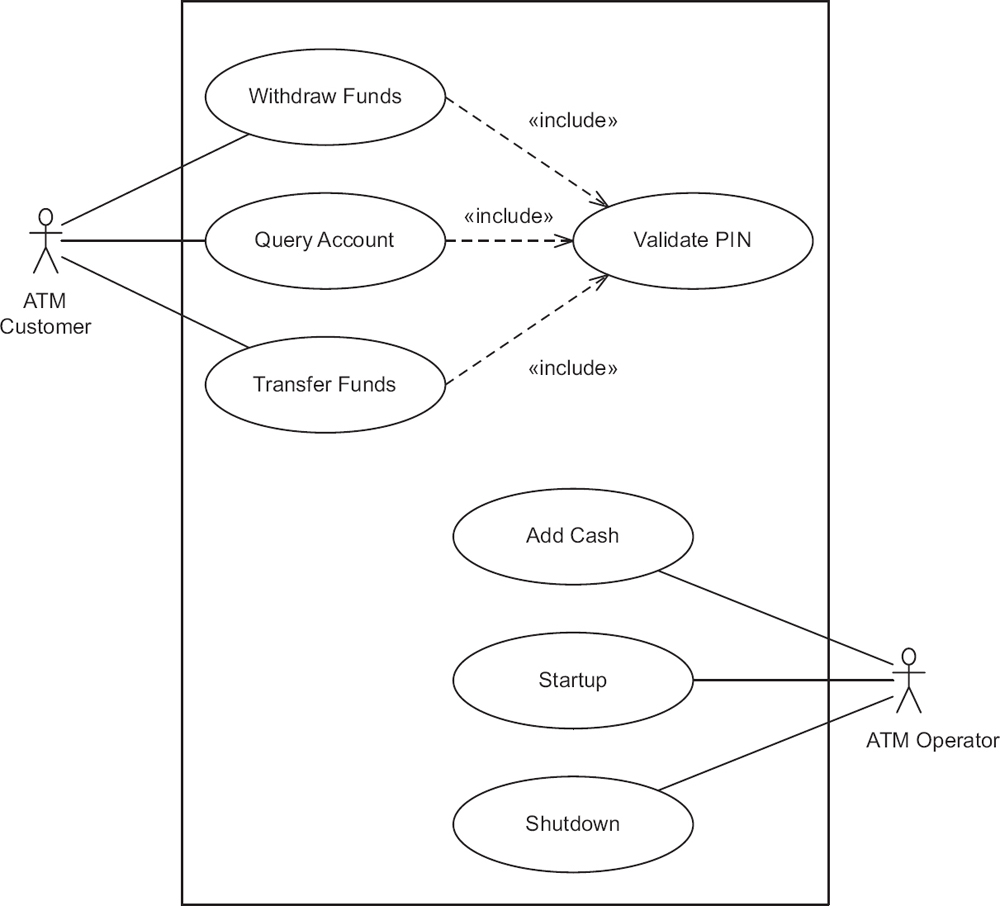 Withdraw Funds
«include»
«include»
Query Account
Validate PIN
ATM
Customer
«include»
Transfer Funds
Add Cash
Startup
ATM Operator
Shutdown